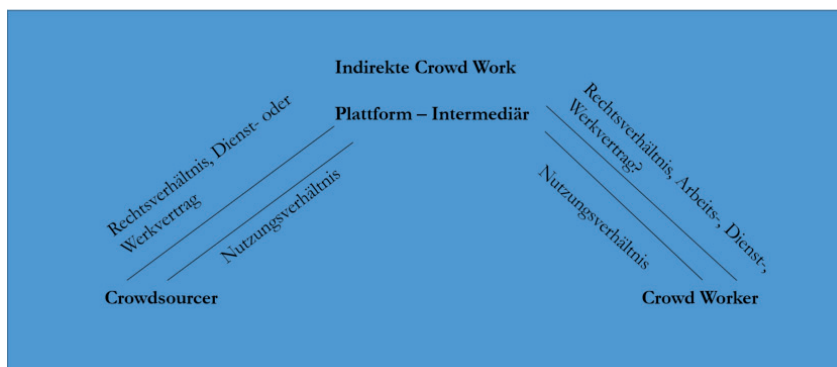 Indirekte Crowd Work
Plattform – Intermediär
Rechtsverhältnis, Dienst- oder
Werkvertrag
Nutzungsverhältnis
Rechtsverhältnis, Arbeits-, Dienst-,
Werkvertrag?
Nutzungsverhältnis
Crowdsourcer
Crowd Worker